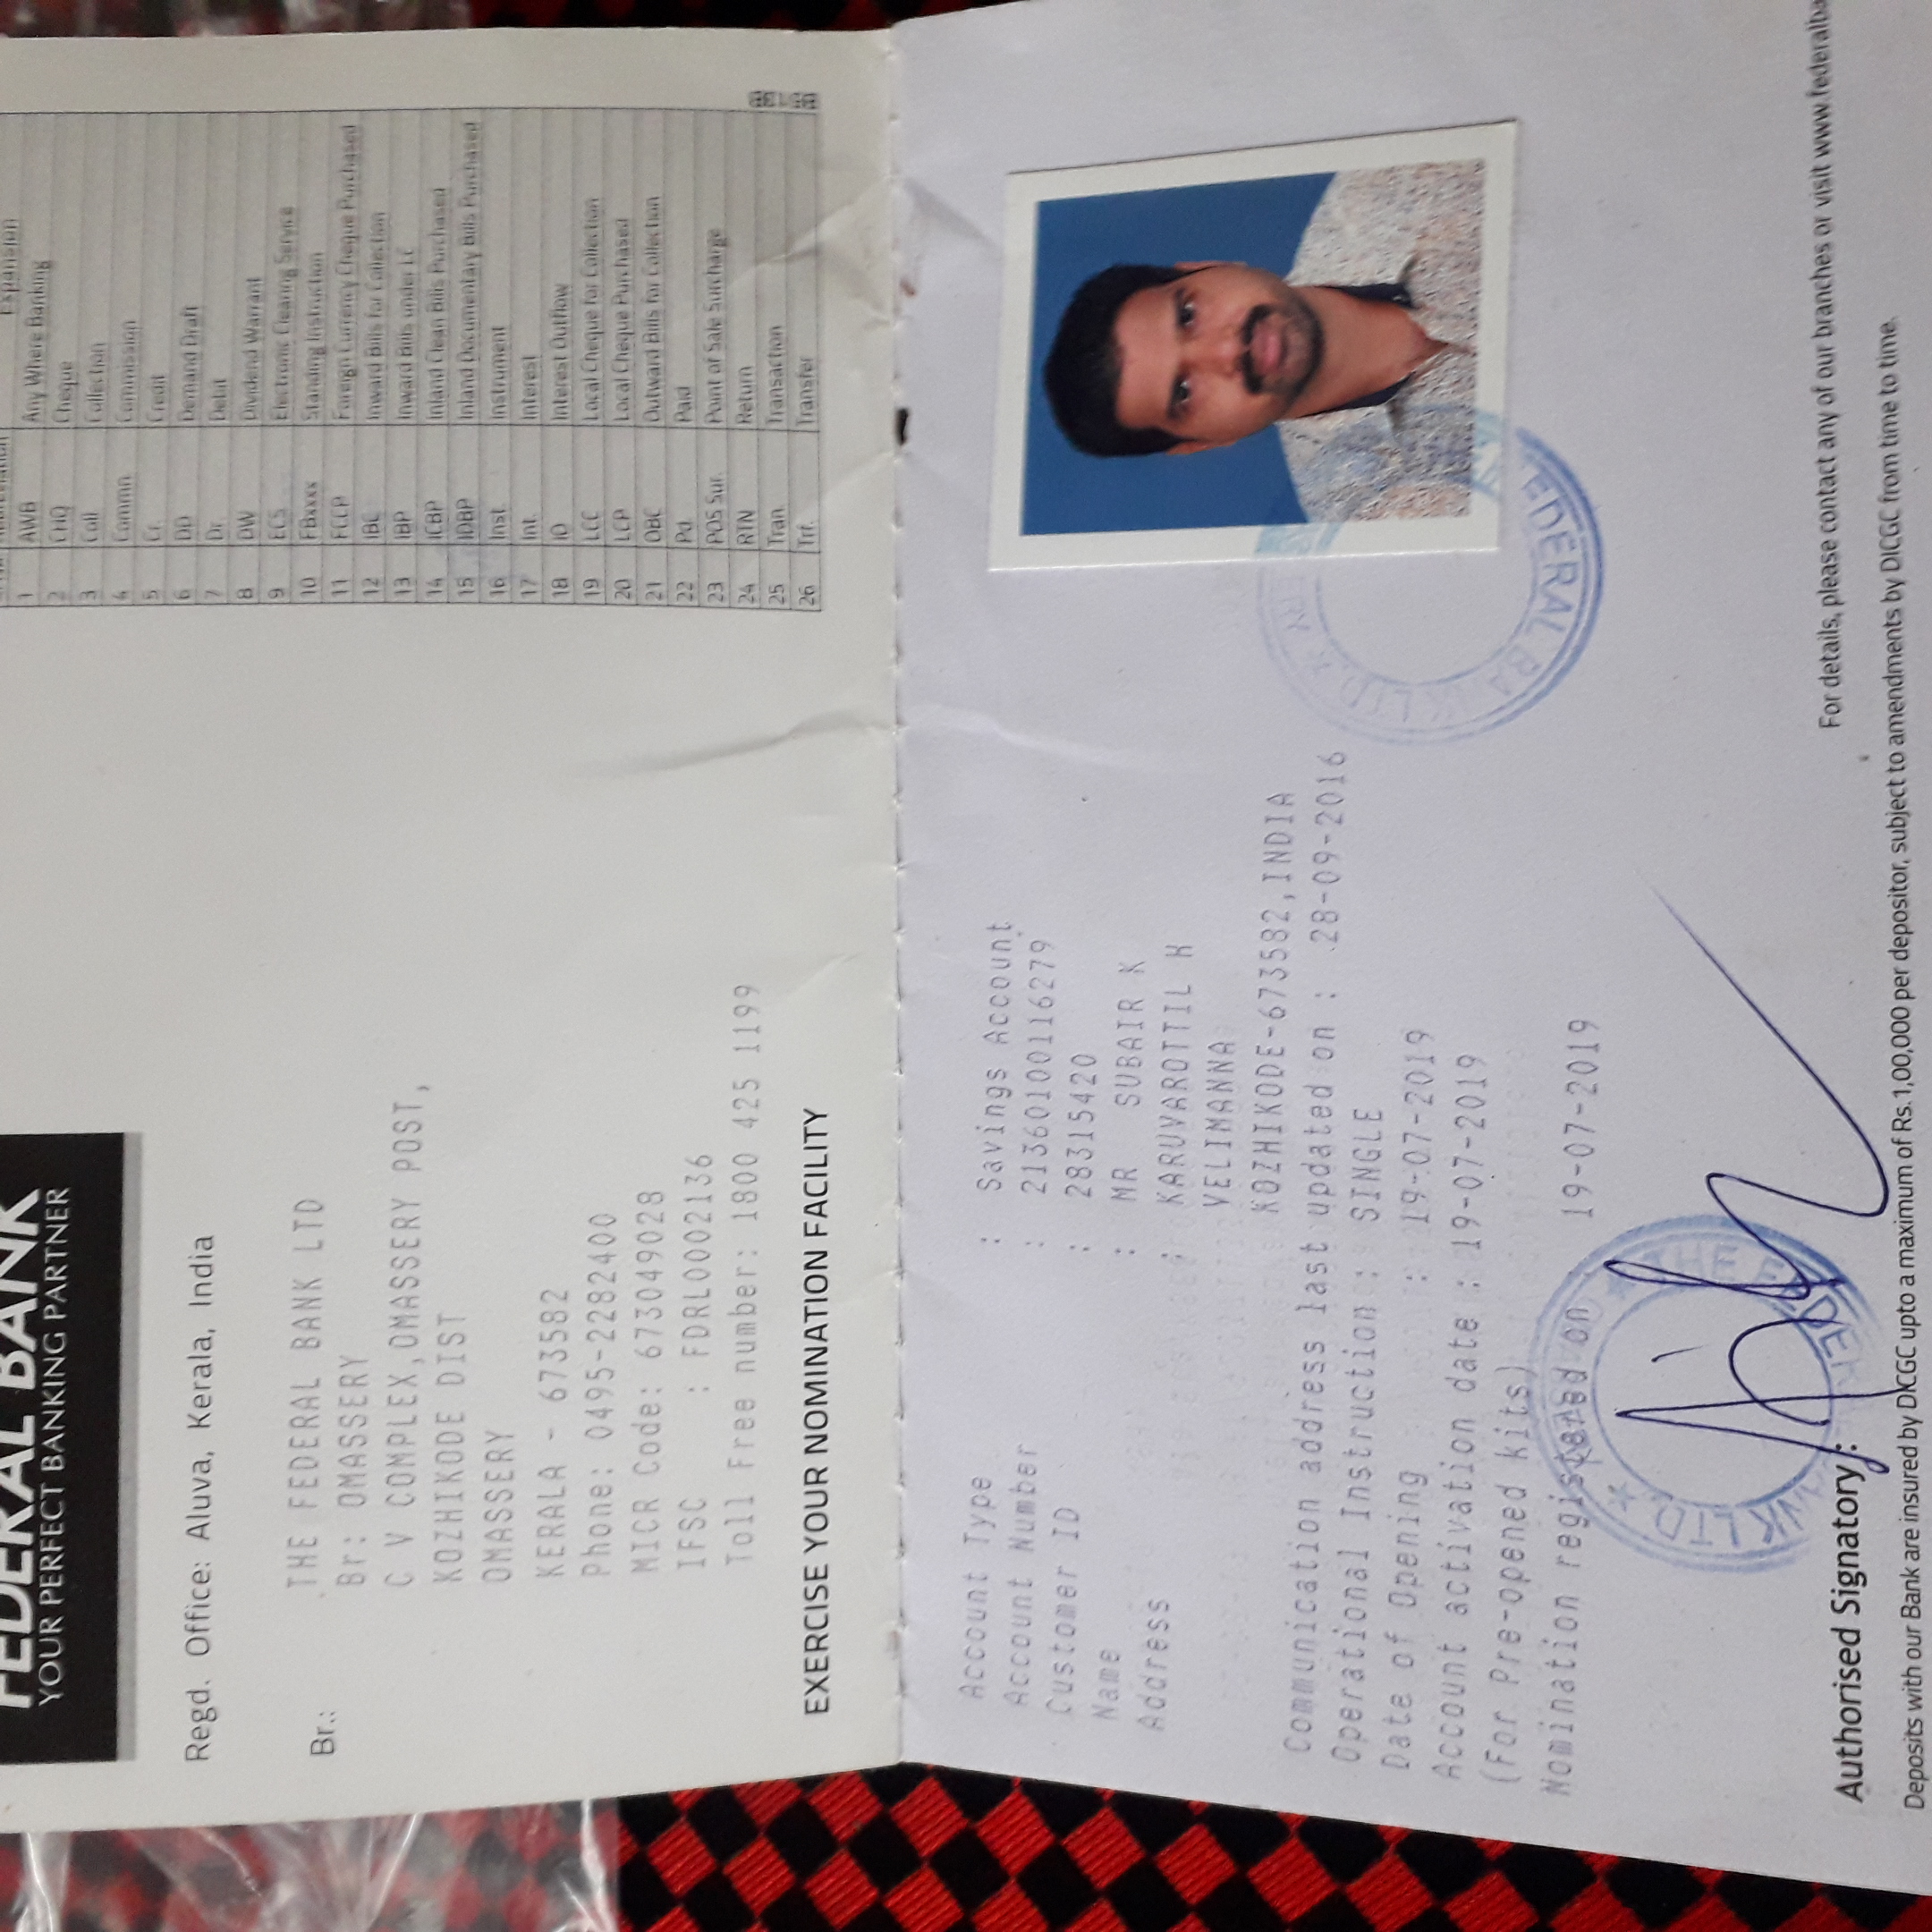 FEDERAL BANK
YOUR PERFECT BANKING PARTNER
Regd. Office: Aluva, Kerala, India
Br.:
THE FEDERAL BANK LTD
Br: OMASSERY
C V COMPLEX,OMASSERY POST,
KOZHIKODE DIST
OMASSERY
KERALA - 673582
Phone: 0495-2282400
MICR Code: 673049028
IFSC : FDRL0002136
Toll Free number: 1800 425 1199
EXERCISE YOUR NOMINATION FACILITY
Abbreviation Expansion
1 AWB Any Where Banking
2 CHQ Cheque
3 Coll Collection
4 Commn. Commission
5 Cr. Credit
6 DD Demand Draft
7 Dr. Debit
8 DW Dividend Warrant
9 ECS Electronic Clearing Service
10 FBxxxx Standing Instruction
11 FCCP Foreign Currency Cheque Purchased
12 IBC Inward Bills for Collection
13 IBP Inward Bills under LC
14 ICBP Inland Clean Bills Purchased
15 IDBP Inland Documentary Bills Purchased
16 Inst. Instrument
17 Int. Interest
18 IO Interest Outflow
19 LCC Local Cheque for Collection
20 LCP Local Cheque Purchased
21 OBC Outward Bills for Collection
22 Pd. Paid
23 POS Sur. Point of Sale Surcharge
24 RTN Return
25 Tran. Transaction
26 Trf. Transfer
Account Type : Savings Account
Account Number : 21360100116279
Customer ID : 28315420
Name : MR SUBAIR K
Address : KARUVAROTTIL H
VELIMANNA
KOZHIKODE-673582,INDIA
Communication address last updated on : 28-09-2016
Operational Instruction : SINGLE
Date of Opening : 19-07-2019
Account activation date : 19-07-2019
(For Pre-opened kits)
Nomination registered on 19-07-2019
Authorised Signatory :
For details, please contact any of our branches or visit www.federalba
Deposits with our Bank are insured by DICGC upto a maximum of Rs.1,00,000 per depositor, subject to amendments by DICGC from time to time.